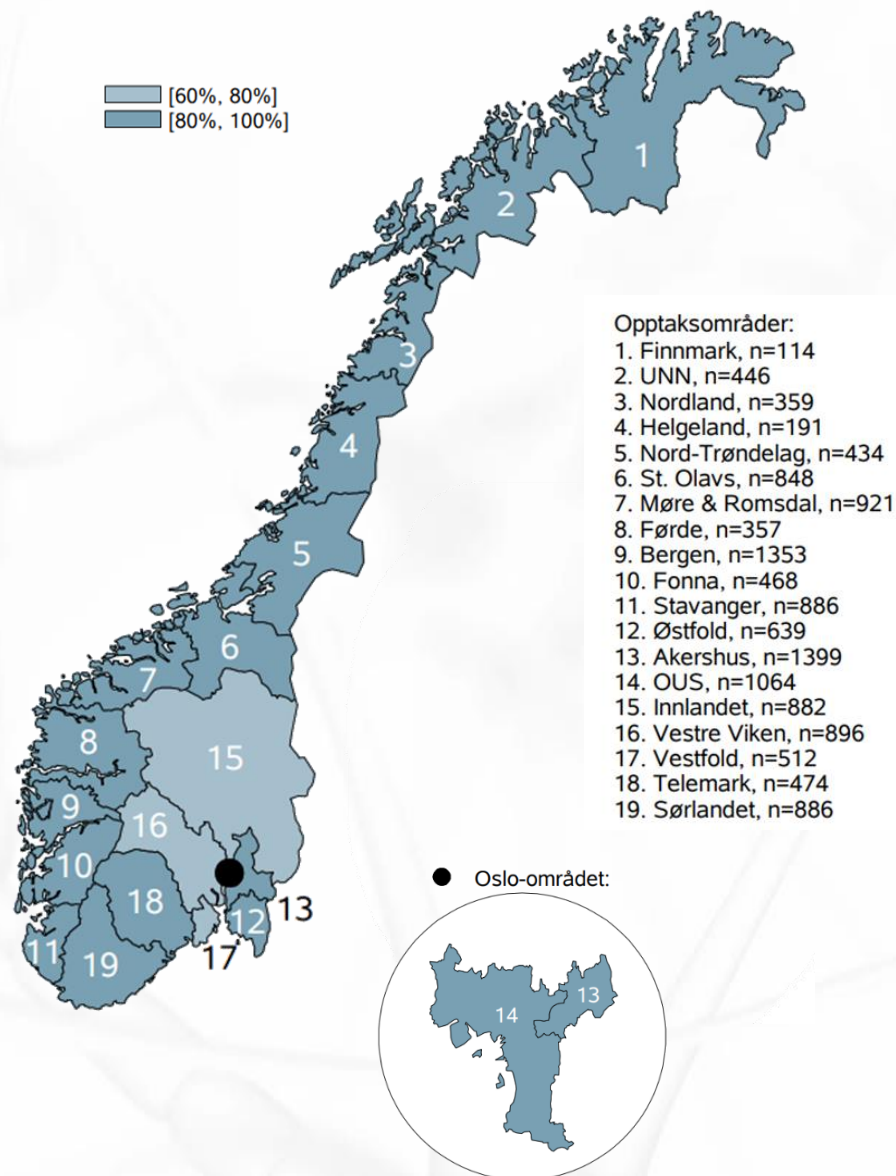 [60%, 80%]
[80%, 100%]
1
2
3
4
5
6
7
8
9
10
11
12
13
15
16
17
18
19
Opptaksområder:
1. Finnmark, n=114
2. UNN, n=446
3. Nordland, n=359
4. Helgeland, n=191
5. Nord-Trøndelag, n=434
6. St. Olavs, n=848
7. Møre & Romsdal, n=921
8. Førde, n=357
9. Bergen, n=1353
10. Fonna, n=468
11. Stavanger, n=886
12. Østfold, n=639
13. Akershus, n=1399
14. OUS, n=1064
15. Innlandet, n=882
16. Vestre Viken, n=896
17. Vestfold, n=512
18. Telemark, n=474
19. Sørlandet, n=886
Oslo-området:
13
14